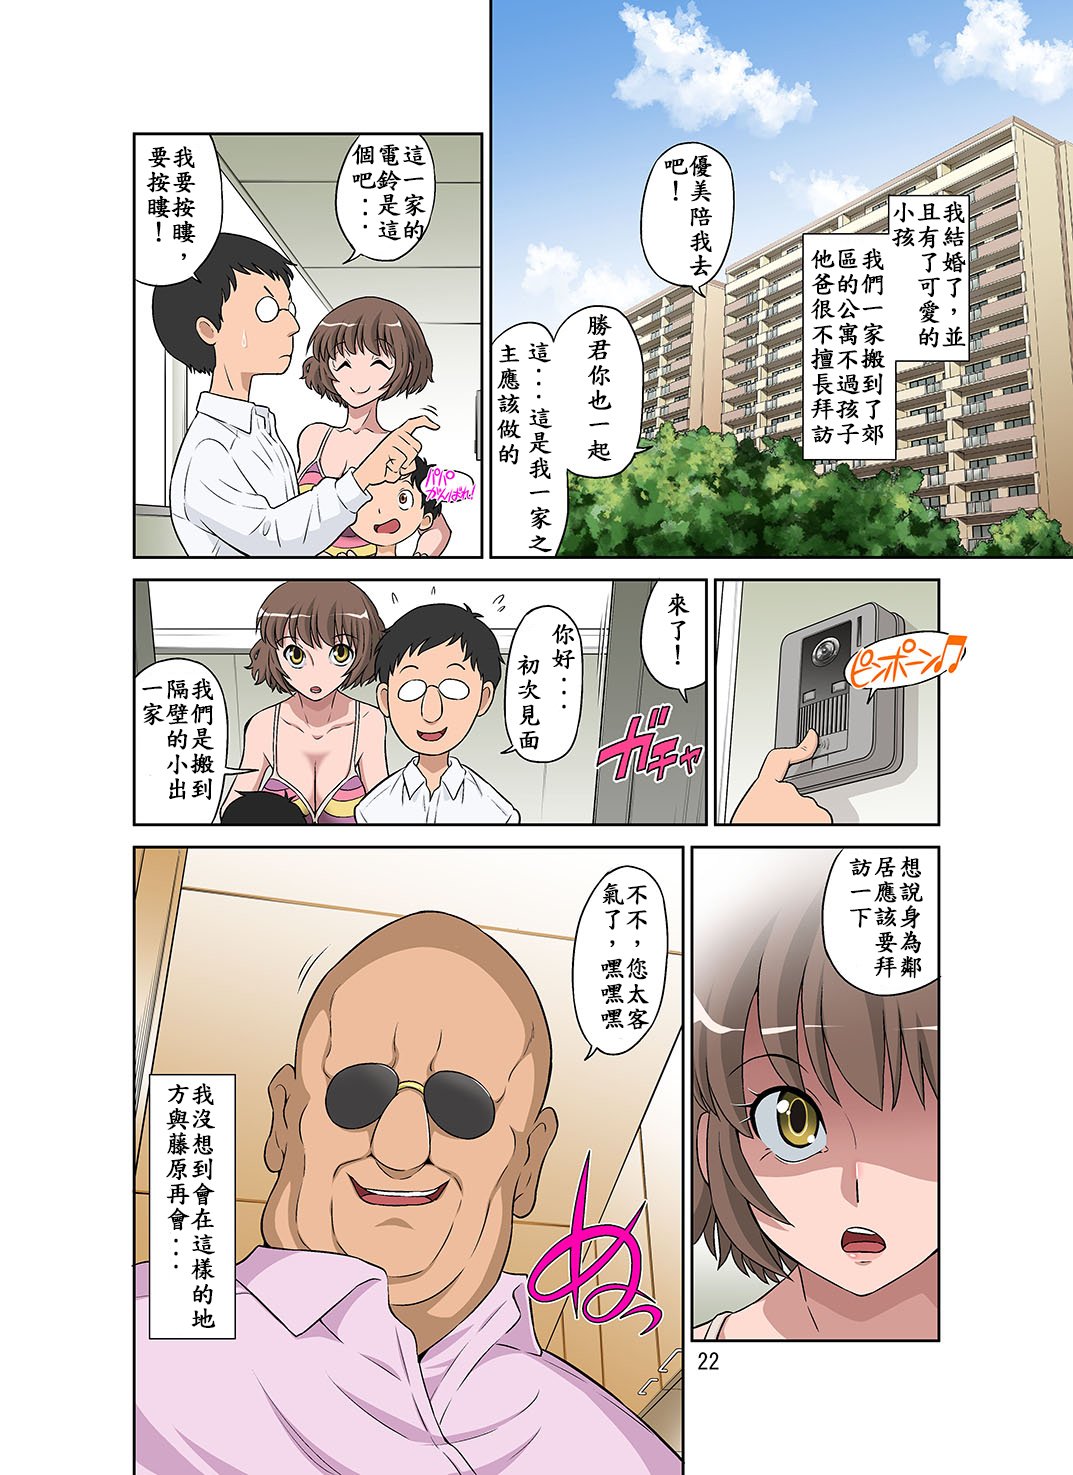 我結婚了，並
且有了可愛的
小孩
我們一家搬到了郊
區的公寓不過孩子
他爸很不擅長拜訪
優美陪我去
吧！
勝君你也一起
這...這是我一家之
主應該做的
這一家的
電鈴是這
個吧...
我要按嘍，
要按嘍！
パパ
がんばれ！
ピンポーン♫
來了！
ガチャ
你好...
初次見面
我們是搬到
隔壁的小出
一家
想說身為鄰
居應該要拜
訪一下
不不，您太客
氣了，嘿嘿嘿
ぬっ
我沒想到會在這樣的地
方與藤原再會...
22